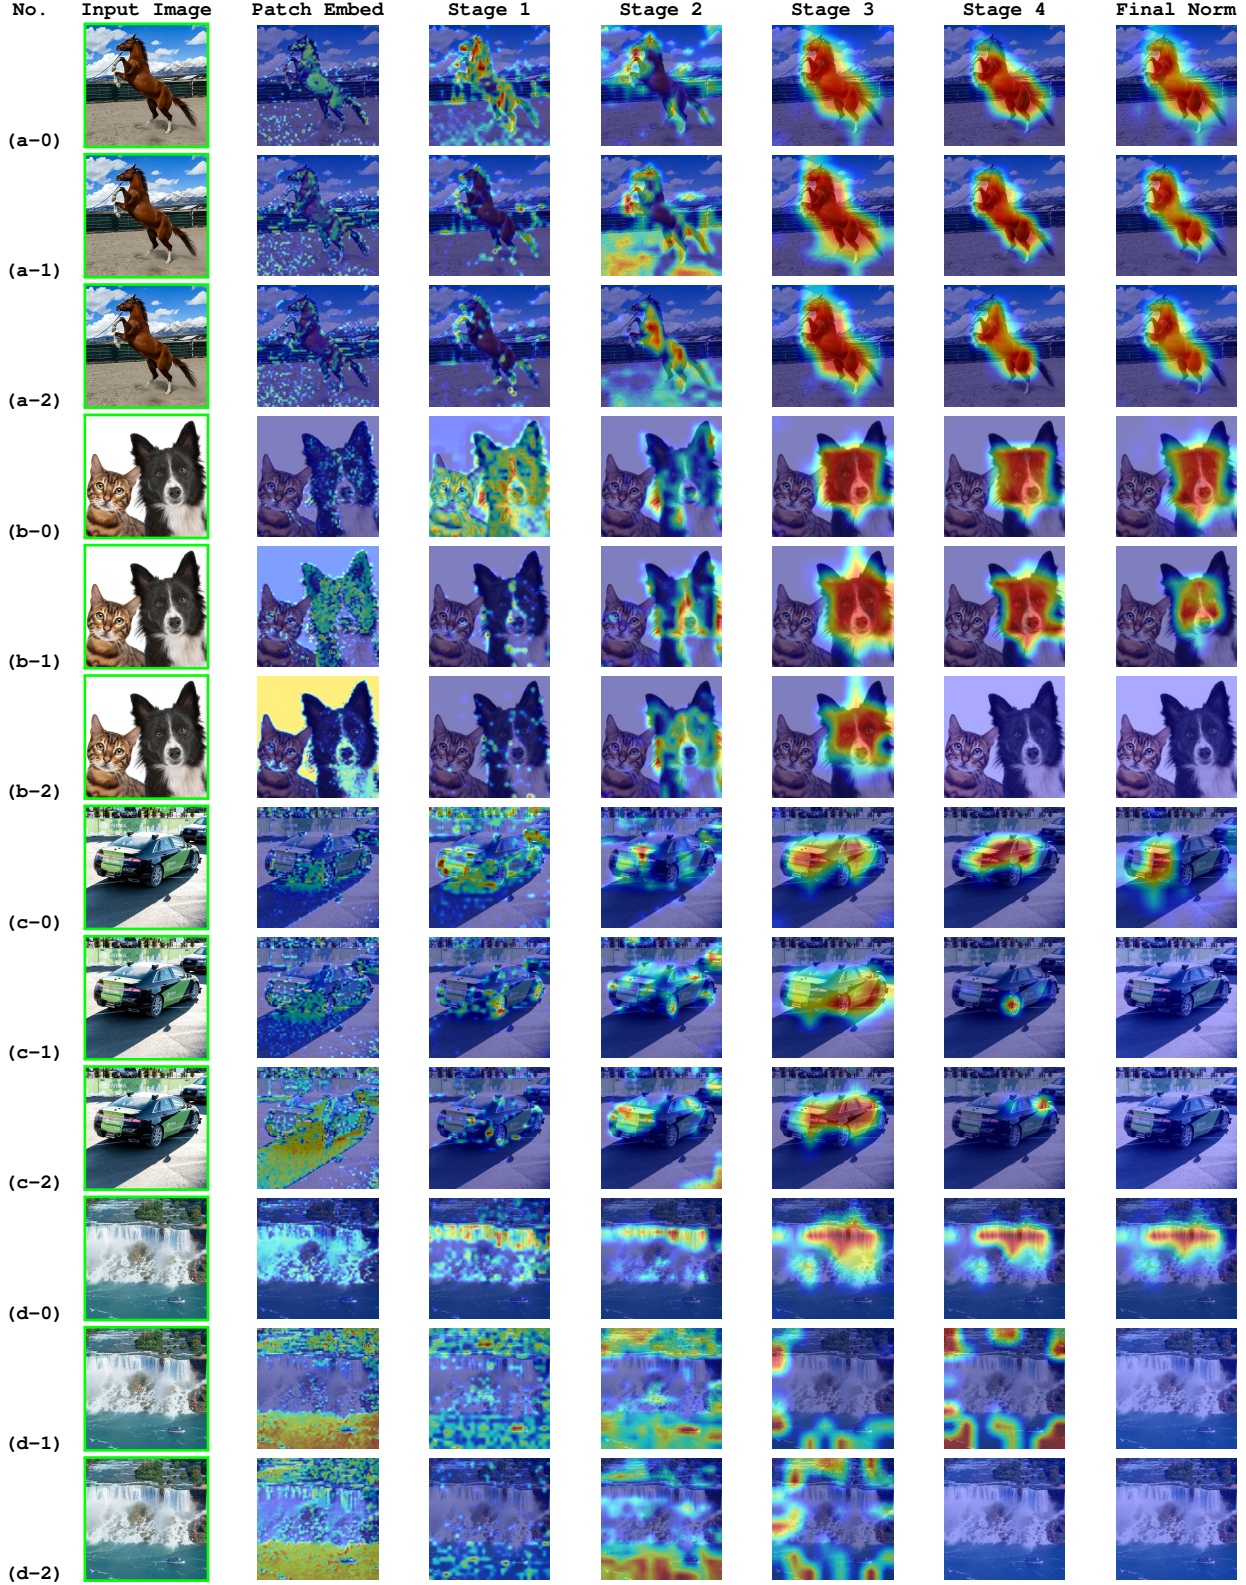 No. Input Image Patch Embed Stage 1 Stage 2 Stage 3 Stage 4 Final Norm
(a-0)
(a-1)
(a-2)
(b-0)
(b-1)
(b-2)
(c-0)
(c-1)
(c-2)
(d-0)
(d-1)
(d-2)